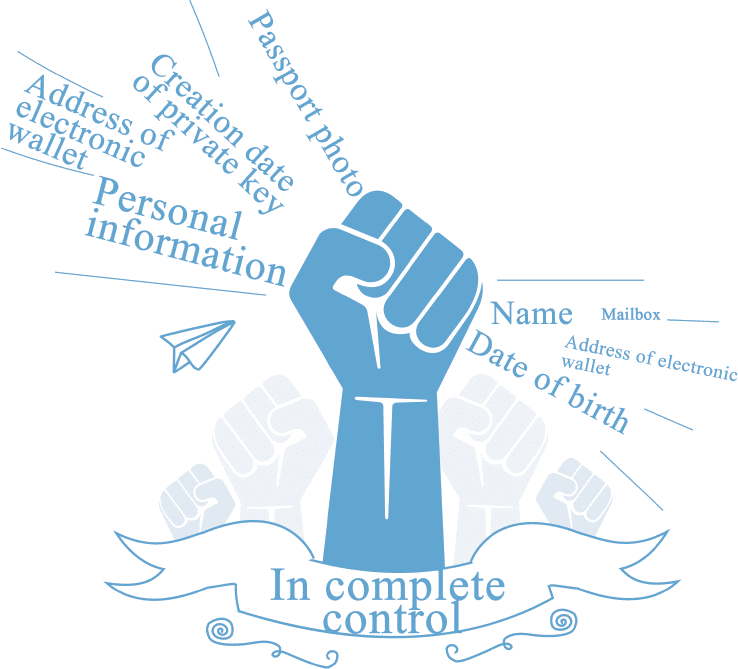 Passport photo
Creation date
of private key
Address of
electronic
wallet
Personal
information
Name
Mailbox
Address of electronic
wallet
Date of birth
In complete
control